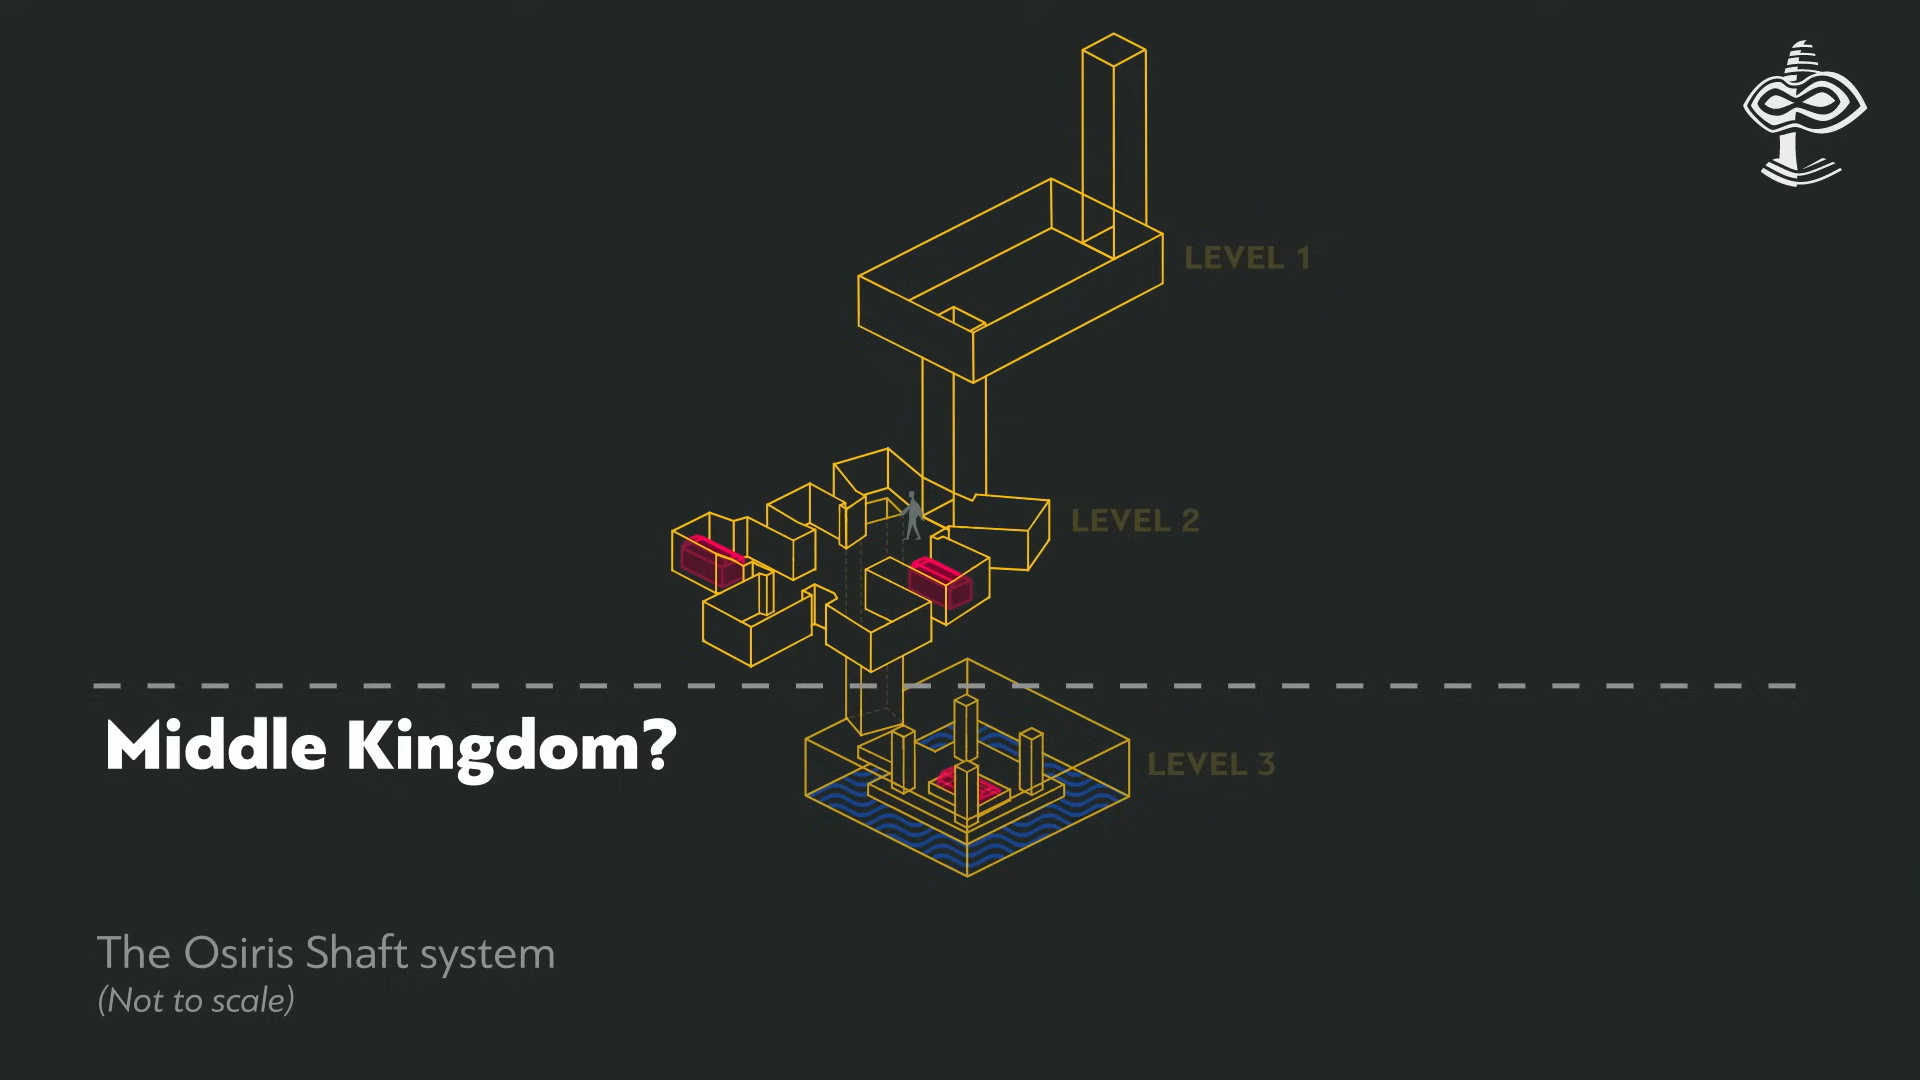 LEVEL 1
LEVEL 2
Middle Kingdom?
LEVEL 3
The Osiris Shaft system
(Not to scale)